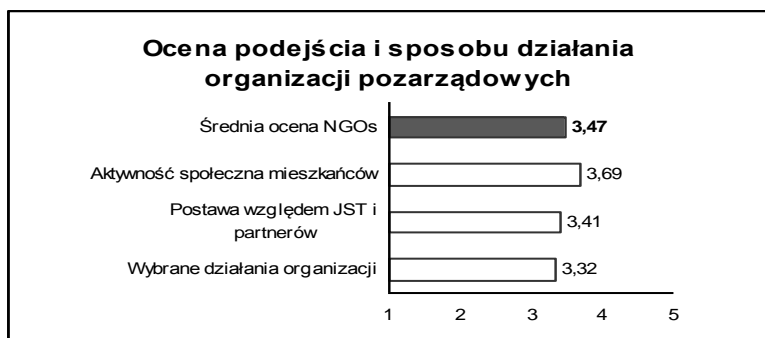 Ocena podejścia i sposobu działania
organizacji pozarządowych
Średnia ocena NGOs
3,47
Aktywność społeczna mieszkańców
3,69
Postawa względem JST i
partnerów
3,41
Wybrane działania organizacji
3,32
1 2 3 4 5